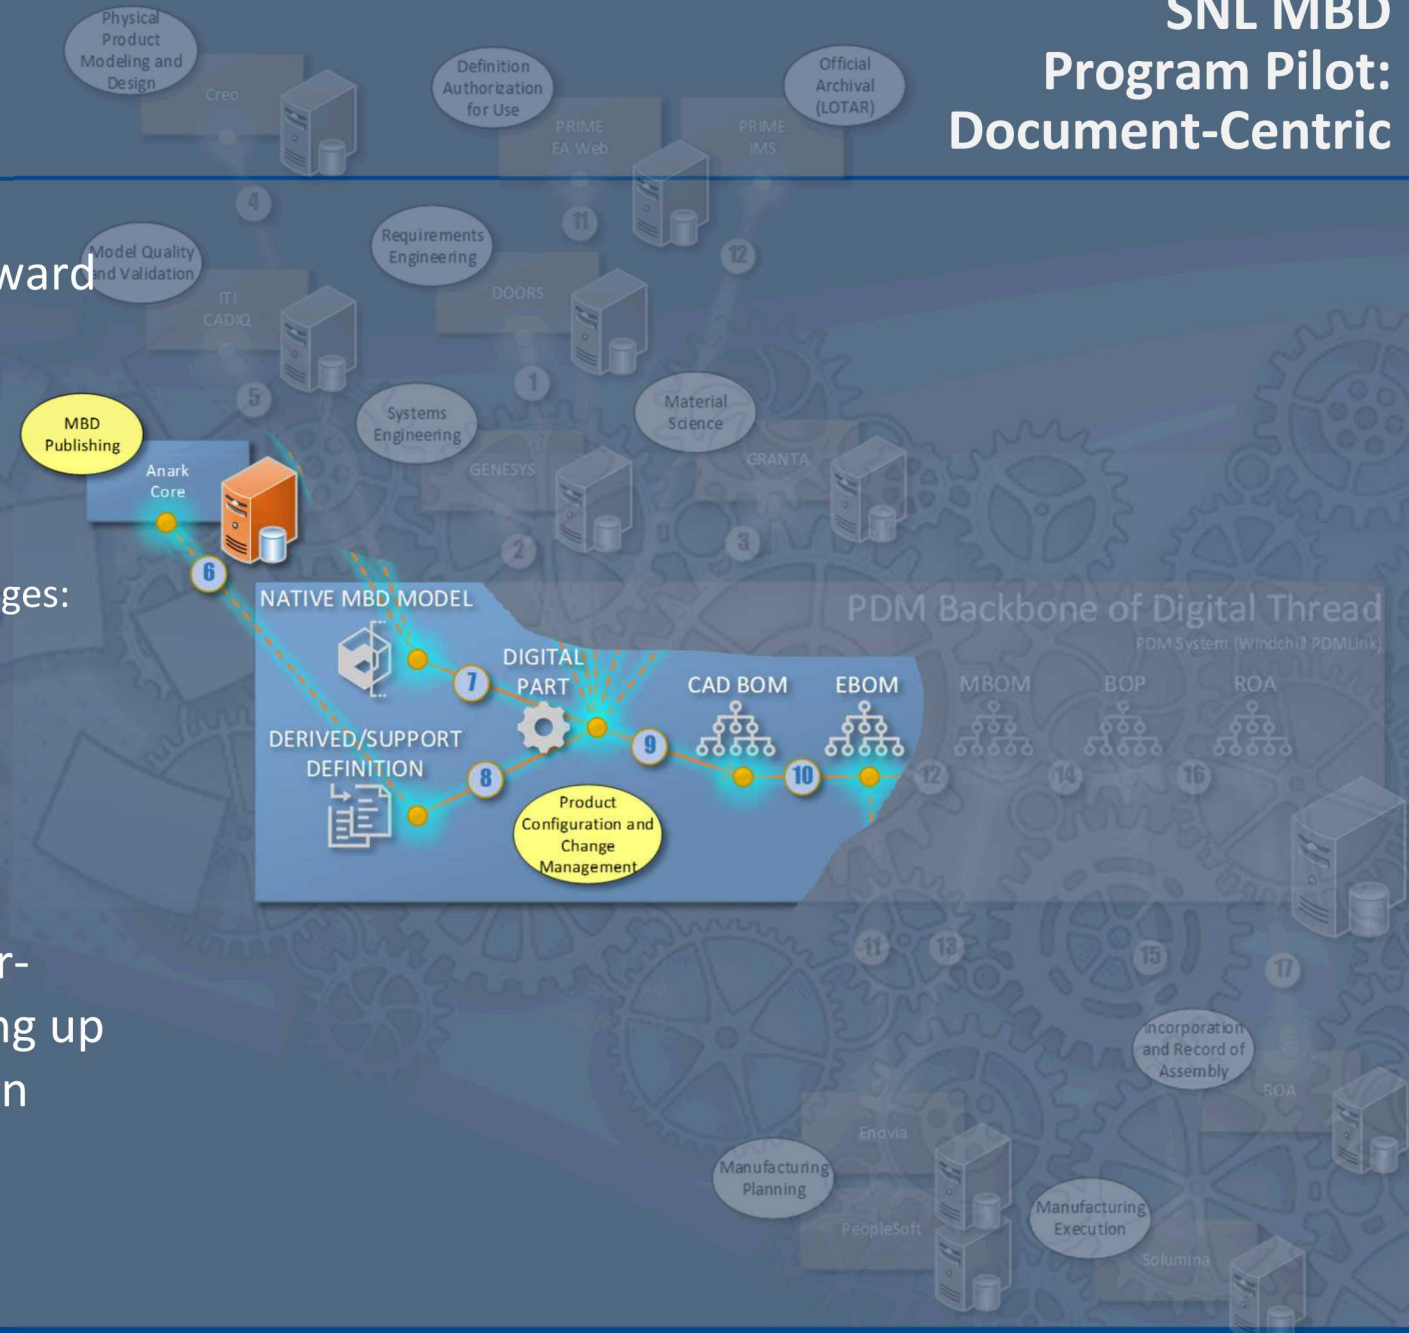 SNL MBD
Program Pilot:
Document-Centric
Physical
Product
Modeling and
Design
Creo
4
Definition
Authorization
for Use
PRIME
EA Web
11
Official
Archival
(LOTAR)
PRIME
IMS
12
Model Quality
and Validation
ITI
CADIQ
5
Requirements
Engineering
DOORS
1
ward
MBD
Publishing
Anark
Core
6
Systems
Engineering
GENESYS
2
Material
Science
GRANTA
3
ges:
NATIVE MBD MODEL
PDM Backbone of Digital Thread
PDM System (Windchill PDMLink)
7
DIGITAL
PART
CAD BOM
EBOM
MBOM
BOP
ROA
DERIVED/SUPPORT
DEFINITION
8
9
10
12
14
16
Product
Configuration and
Change
Management
11
13
15
17
r-
ng up
n
Incorporation
and Record of
Assembly
ROA
Enovia
Manufacturing
Planning
PeopleSoft
Manufacturing
Execution
Solumina